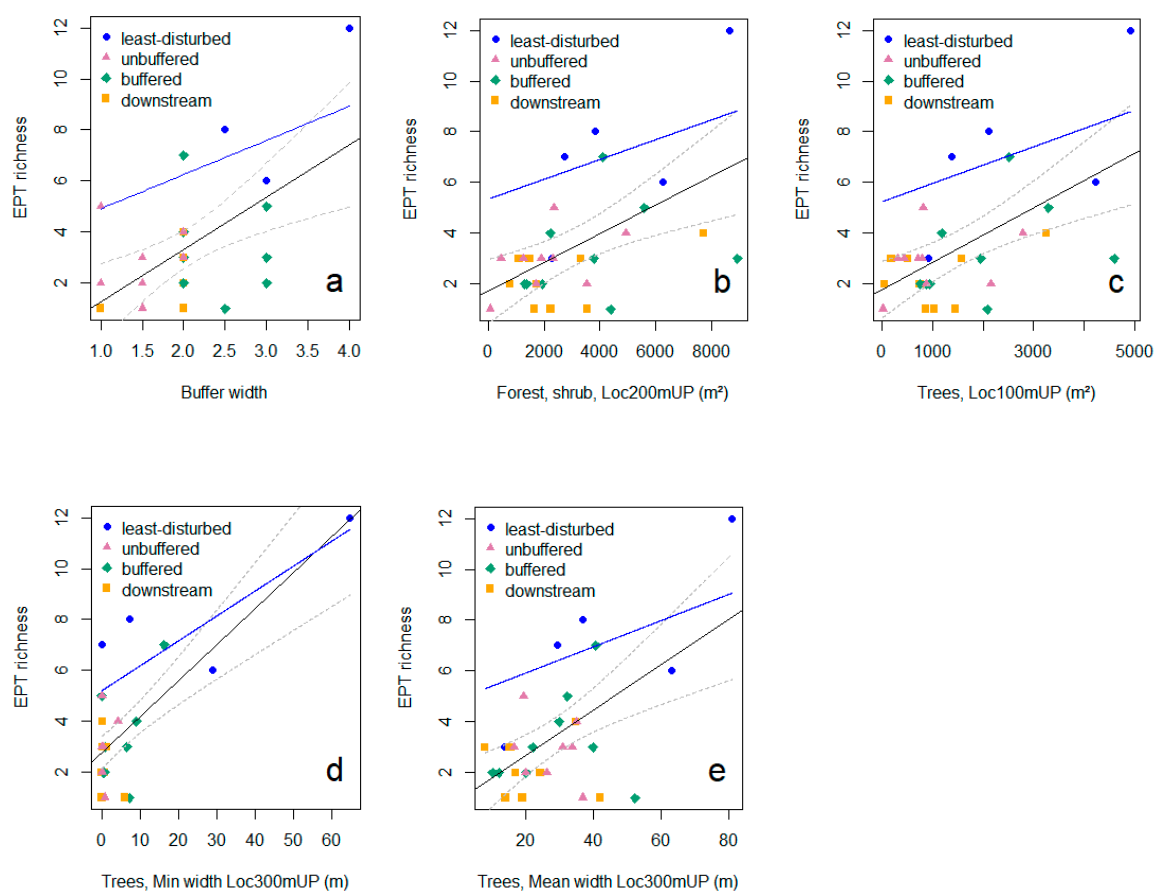 12
10
8
6
4
2
EPT richness
least-disturbed
unbuffered
buffered
downstream
a
1.0 1.5 2.0 2.5 3.0 3.5 4.0
Buffer width
12
10
8
6
4
2
EPT richness
least-disturbed
unbuffered
buffered
downstream
b
0 2000 4000 6000 8000
Forest, shrub, Loc200mUP (m²)
12
10
8
6
4
2
EPT richness
least-disturbed
unbuffered
buffered
downstream
c
0 1000 3000 5000
Trees, Loc100mUP (m²)
12
10
8
6
4
2
EPT richness
least-disturbed
unbuffered
buffered
downstream
d
0 10 20 30 40 50 60
Trees, Min width Loc300mUP (m)
12
10
8
6
4
2
EPT richness
least-disturbed
unbuffered
buffered
downstream
e
20 40 60 80
Trees, Mean width Loc300mUP (m)